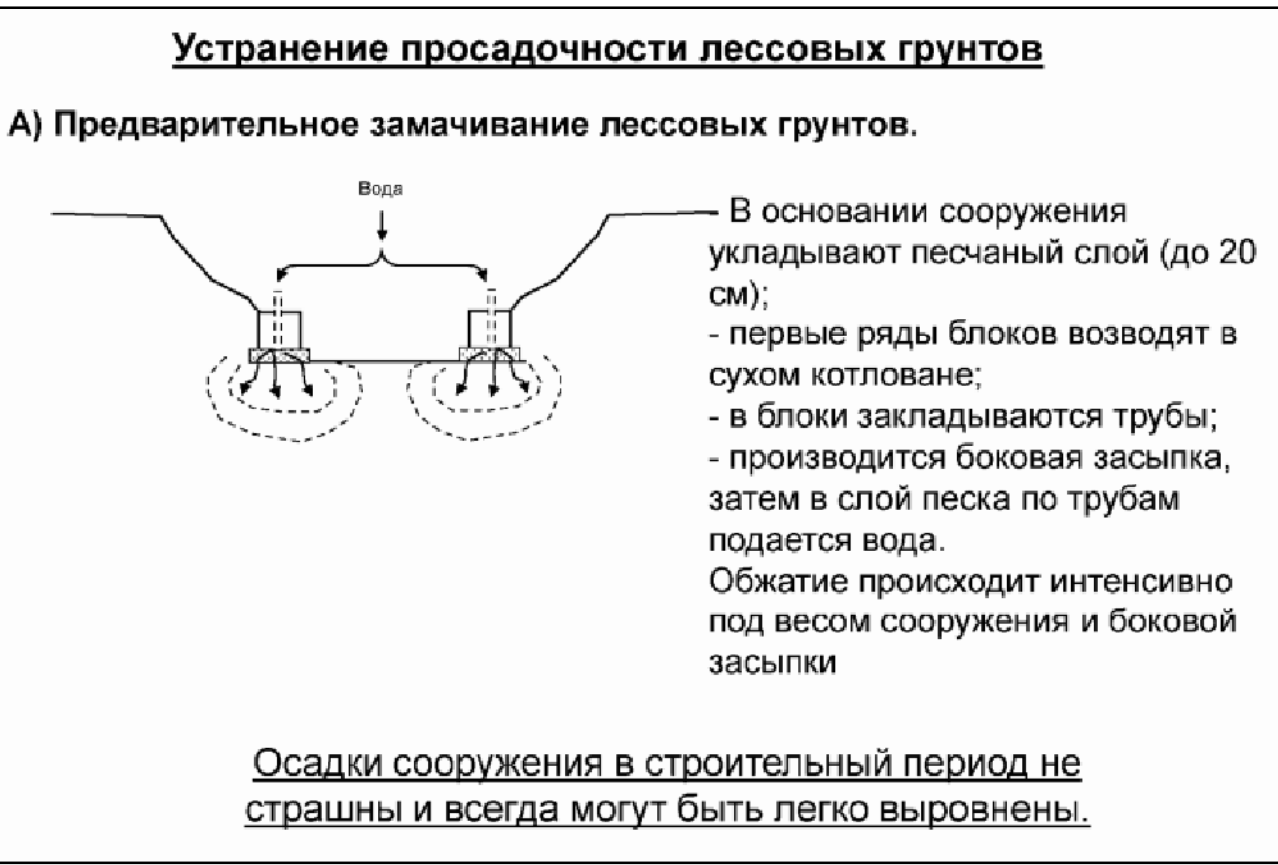 Устранение просадочности лессовых грунтов
А) Предварительное замачивание лессовых грунтов.
Вода
- В основании сооружения
укладывают песчаный слой (до 20
см);
- первые ряды блоков возводят в
сухом котловане;
- в блоки закладываются трубы;
- производится боковая засыпка,
затем в слой песка по трубам
подается вода.
Обжатие происходит интенсивно
под весом сооружения и боковой
засыпки
Осадки сооружения в строительный период не
страшны и всегда могут быть легко выровнены.